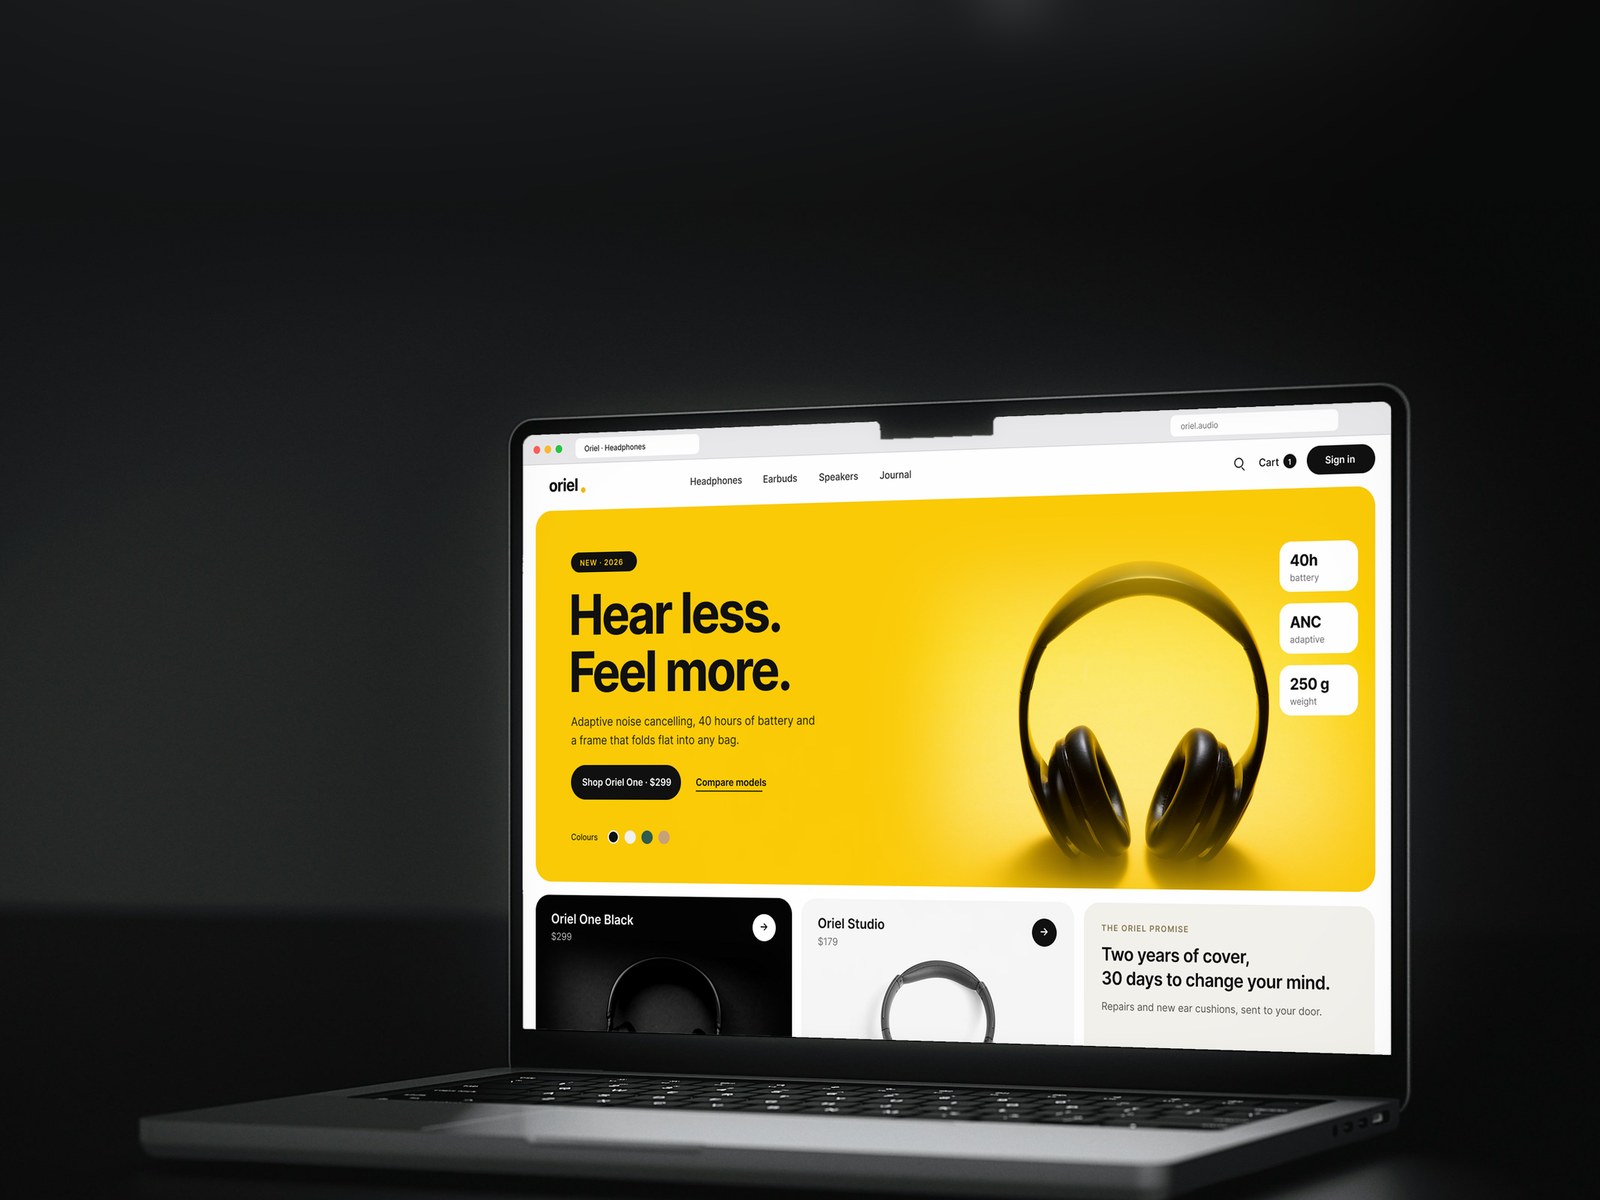 Oriel · Headphones
oriel.audio
oriel.
Headphones Earbuds Speakers Journal
Cart 1
Sign in
NEW · 2026
Hear less.
Feel more.
Adaptive noise cancelling, 40 hours of battery and
a frame that folds flat into any bag.
Shop Oriel One · $299
Compare models
Colours
40h
battery
ANC
adaptive
250 g
weight
Oriel One Black
$299
Oriel Studio
$179
THE ORIEL PROMISE
Two years of cover,
30 days to change your mind.
Repairs and new ear cushions, sent to your door.